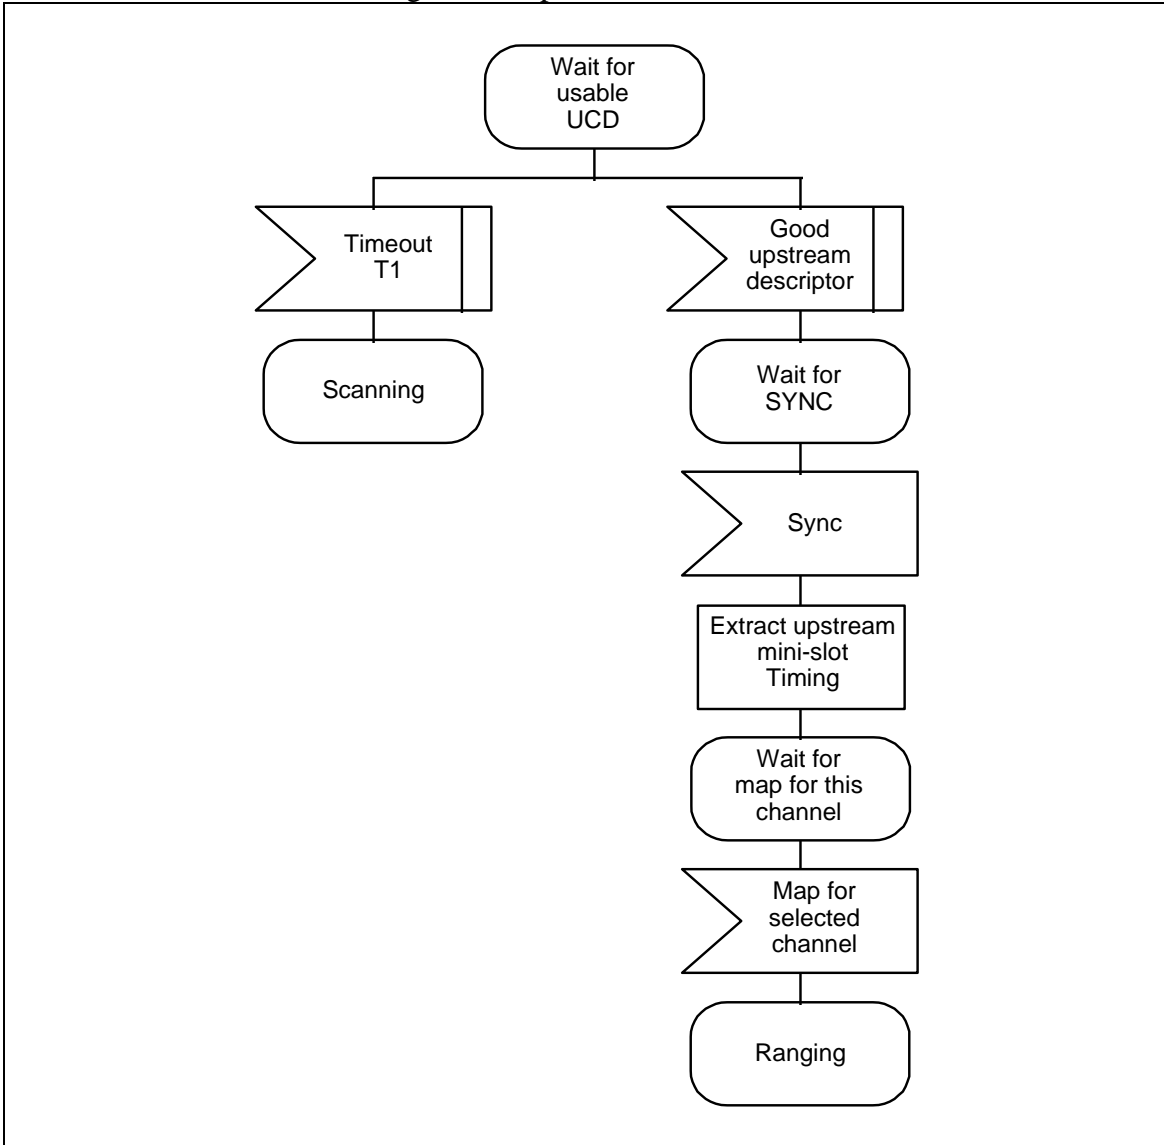 Wait for
usable
UCD
Timeout
T1
Good
upstream
descriptor
Scanning
Wait for
SYNC
Sync
Extract upstream
mini-slot
Timing
Wait for
map for this
channel
Map for
selected
channel
Ranging